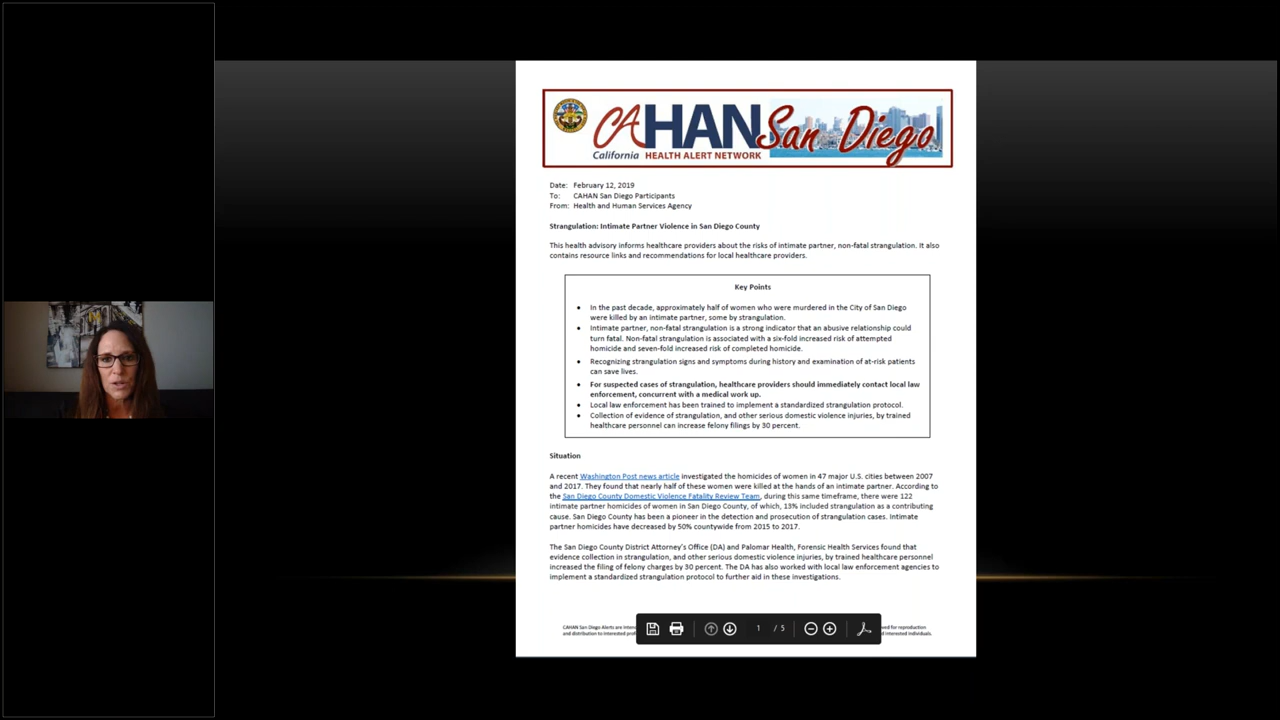 CAHAN San Diego
California HEALTH ALERT NETWORK
Date: February 12, 2019
To: CAHAN San Diego Participants
From: Health and Human Services Agency
Strangulation: Intimate Partner Violence in San Diego County
This health advisory informs healthcare providers about the risks of intimate partner, non-fatal strangulation. It also
contains resource links and recommendations for local healthcare providers.
Key Points
• In the past decade, approximately half of women who were murdered in the City of San Diego
were killed by an intimate partner, some by strangulation.
• Intimate partner, non-fatal strangulation is a strong indicator that an abusive relationship could
turn fatal. Non-fatal strangulation is associated with a six-fold increased risk of attempted
homicide and seven-fold increased risk of completed homicide.
• Recognizing strangulation signs and symptoms during history and examination of at-risk patients
can save lives.
• For suspected cases of strangulation, healthcare providers should immediately contact local law
enforcement, concurrent with a medical work up.
• Local law enforcement has been trained to implement a standardized strangulation protocol.
• Collection of evidence of strangulation, and other serious domestic violence injuries, by trained
healthcare personnel can increase felony filings by 30 percent.
Situation
A recent Washington Post news article investigated the homicides of women in 47 major U.S. cities between 2007
and 2017. They found that nearly half of these women were killed at the hands of an intimate partner. According to
the San Diego County Domestic Violence Fatality Review Team, during this same timeframe, there were 122
intimate partner homicides of women in San Diego County, of which, 13% included strangulation as a contributing
cause. San Diego County has been a pioneer in the detection and prosecution of strangulation cases. Intimate
partner homicides have decreased by 50% countywide from 2015 to 2017.
The San Diego County District Attorney's Office (DA) and Palomar Health, Forensic Health Services found that
evidence collection in strangulation, and other serious domestic violence injuries, by trained healthcare personnel
increased the filing of felony charges by 30 percent. The DA has also worked with local law enforcement agencies to
implement a standardized strangulation protocol to further aid in these investigations.
CAHAN San Diego Alerts are for reproduction
and distribution to interested interested individuals.
1 / 5